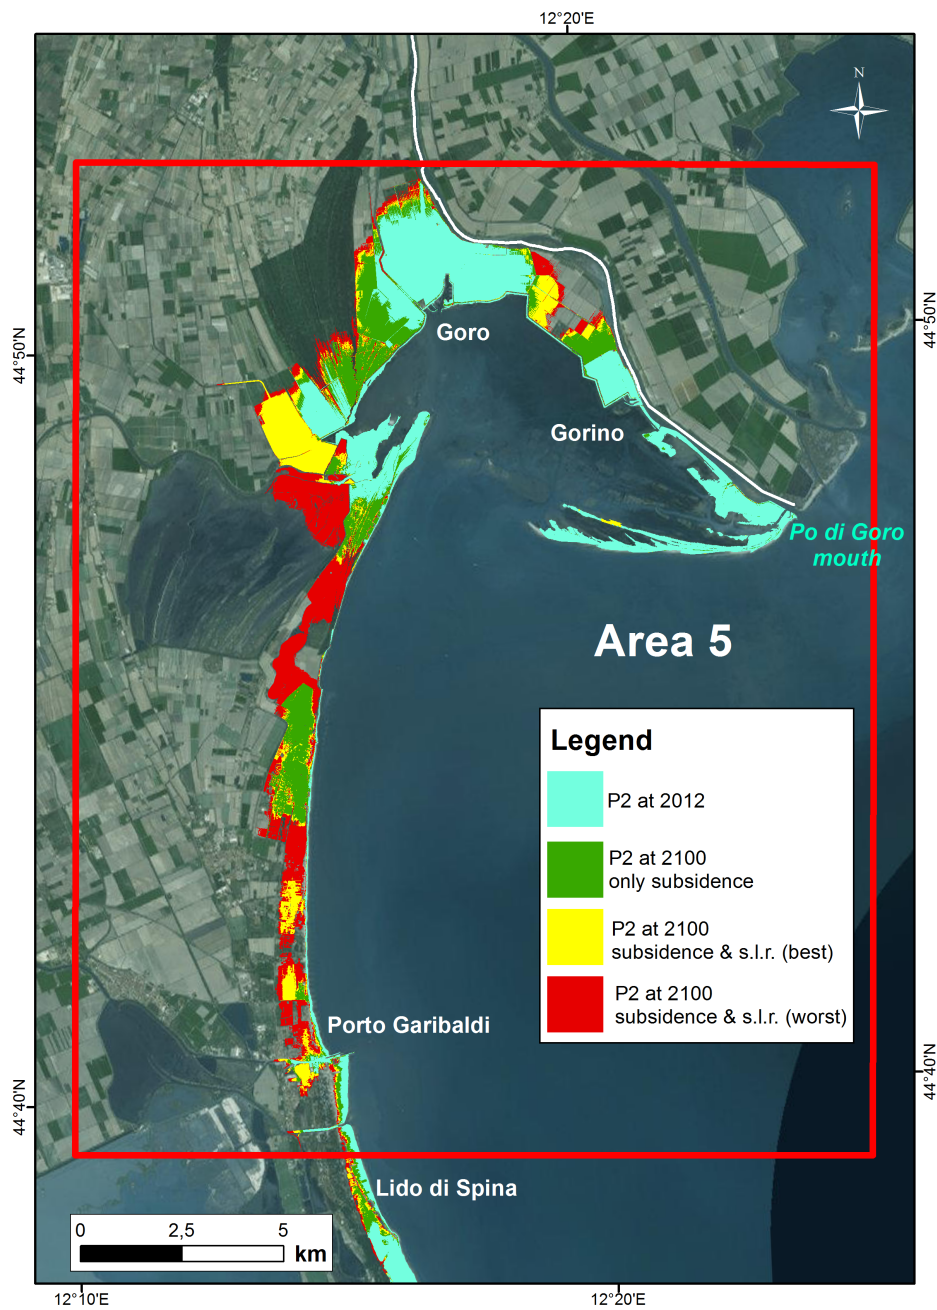 12°20'E
N
44°50'N
44°50'N
Goro
Gorino
Po di Goro
mouth
Area 5
Legend
P2 at 2012
P2 at 2100
only subsidence
P2 at 2100
subsidence & s.l.r. (best)
P2 at 2100
subsidence & s.l.r. (worst)
Porto Garibaldi
44°40'N
44°40'N
Lido di Spina
0 2,5 5
km
12°10'E
12°20'E